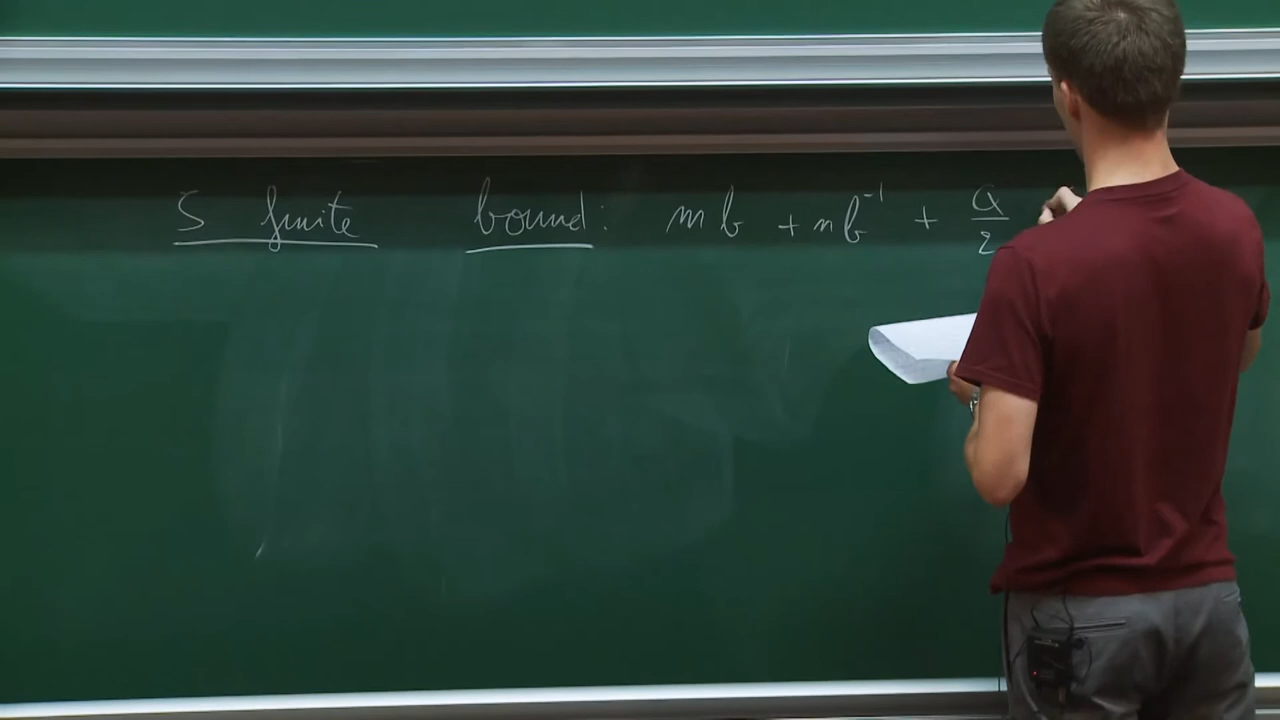 S finite bound: mb + nb⁻¹ + Q/2